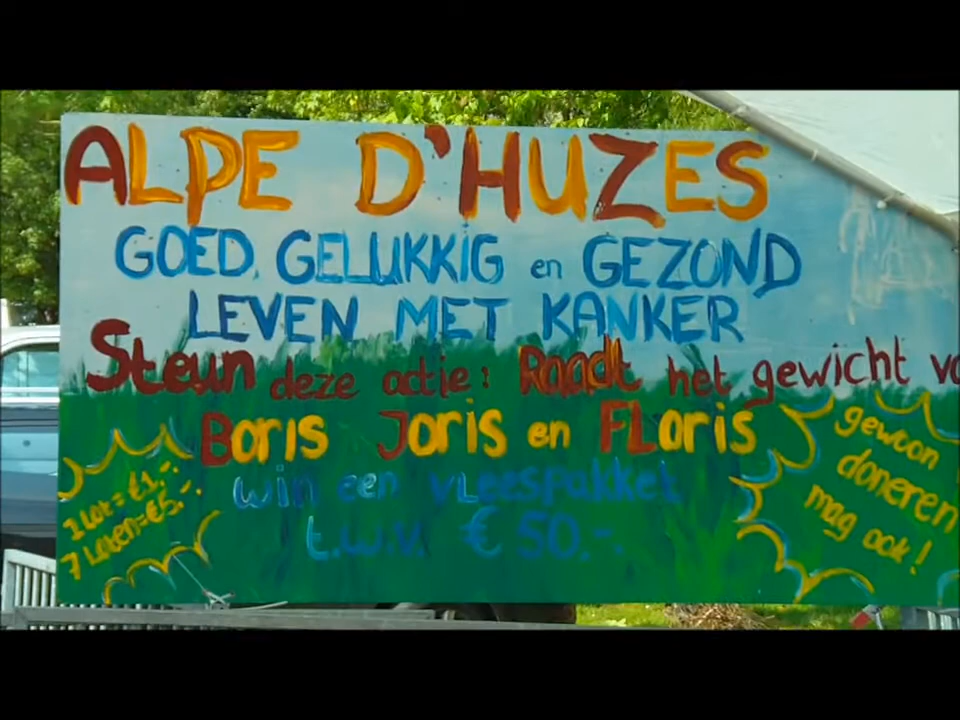 ALPE D'HUZES
GOED, GELUKKIG en GEZOND
LEVEN MET KANKER
Steun deze actie: Raadt het gewicht
Boris Joris en Floris
win een vleespakket
t.w.v. € 50.-.
1 Lot = €1.-.
7 Loten = €5.-.
gewoon
doneren
mag ook!